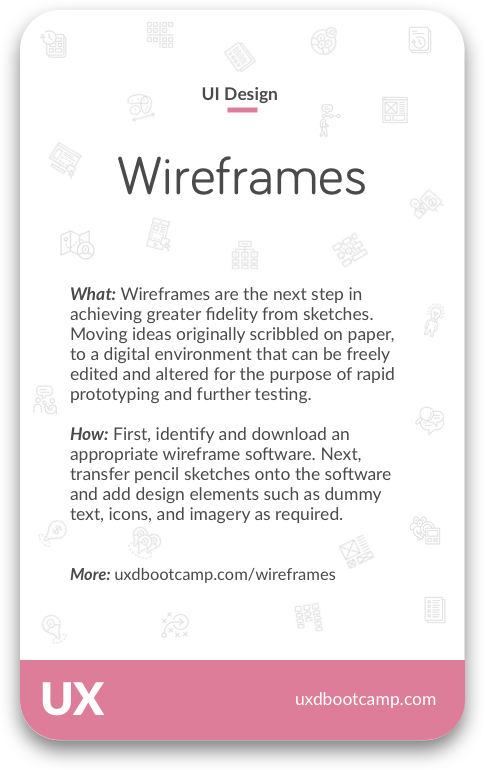 UI Design
Wireframes
What: Wireframes are the next step in
achieving greater fidelity from sketches.
Moving ideas originally scribbled on paper,
to a digital environment that can be freely
edited and altered for the purpose of rapid
prototyping and further testing.
How: First, identify and download an
appropriate wireframe software. Next,
transfer pencil sketches onto the software
and add design elements such as dummy
text, icons, and imagery as required.
More: uxdbootcamp.com/wireframes
UX
uxdbootcamp.com